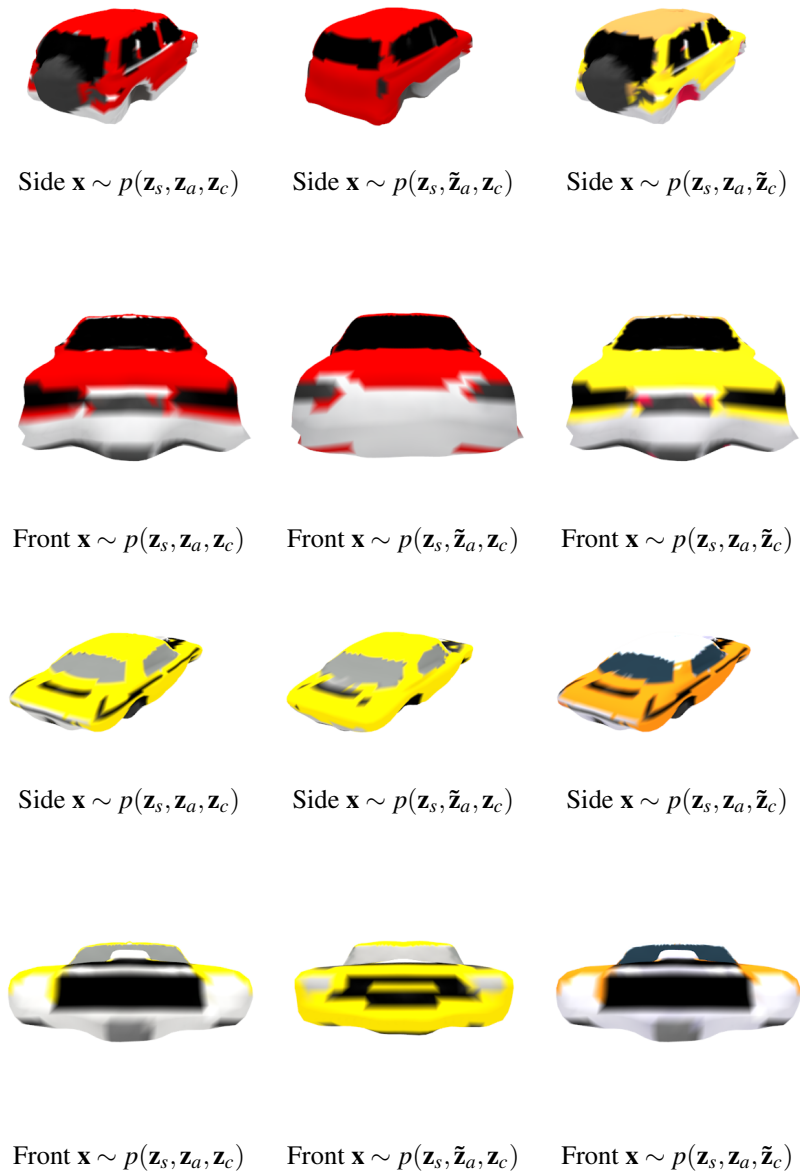 Side x ∼ p(z_s, z_a, z_c) Side x ∼ p(z_s, z̃_a, z_c) Side x ∼ p(z_s, z_a, z̃_c)
Front x ∼ p(z_s, z_a, z_c) Front x ∼ p(z_s, z̃_a, z_c) Front x ∼ p(z_s, z_a, z̃_c)
Side x ∼ p(z_s, z_a, z_c) Side x ∼ p(z_s, z̃_a, z_c) Side x ∼ p(z_s, z_a, z̃_c)
Front x ∼ p(z_s, z_a, z_c) Front x ∼ p(z_s, z̃_a, z_c) Front x ∼ p(z_s, z_a, z̃_c)